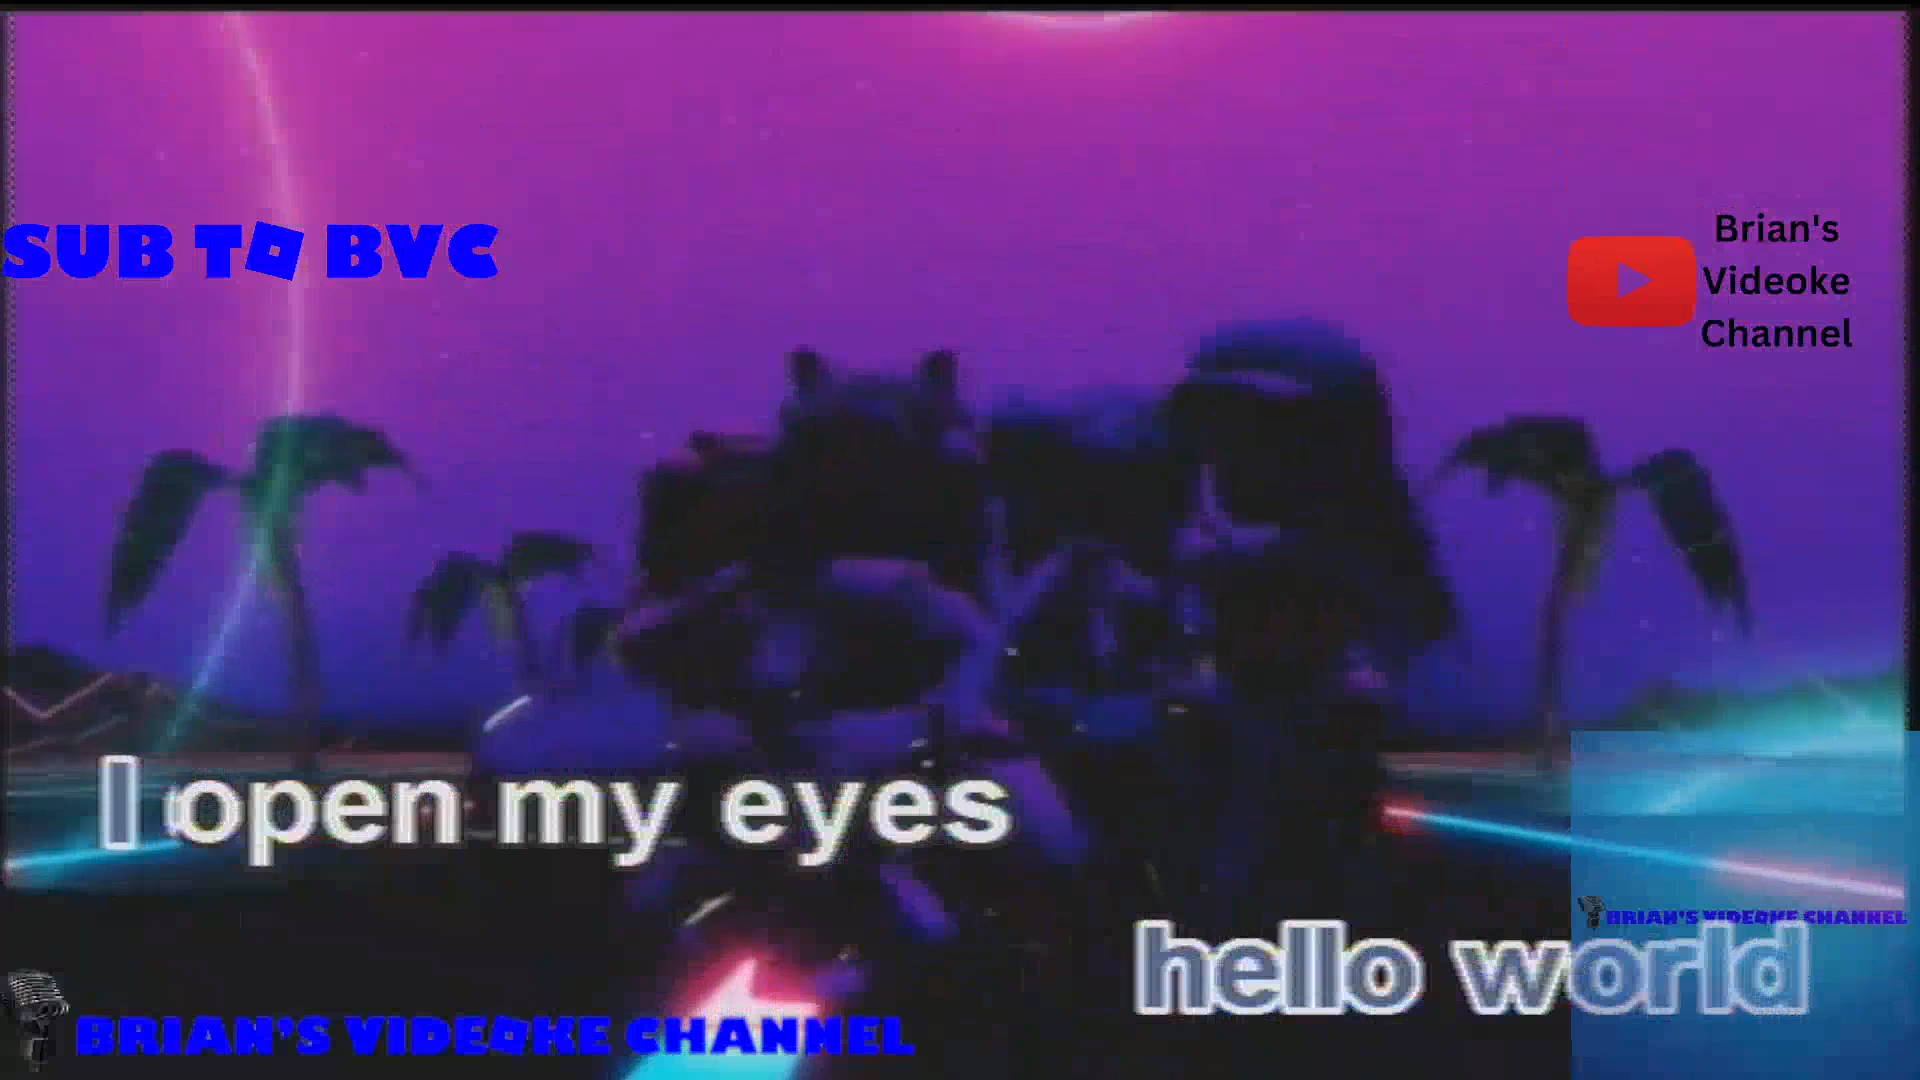 SUB TO BVC
Brian's
Videoke
Channel
I open my eyes
BRIAN'S VIDEOKE CHANNEL
hello world
BRIAN'S VIDEOKE CHANNEL